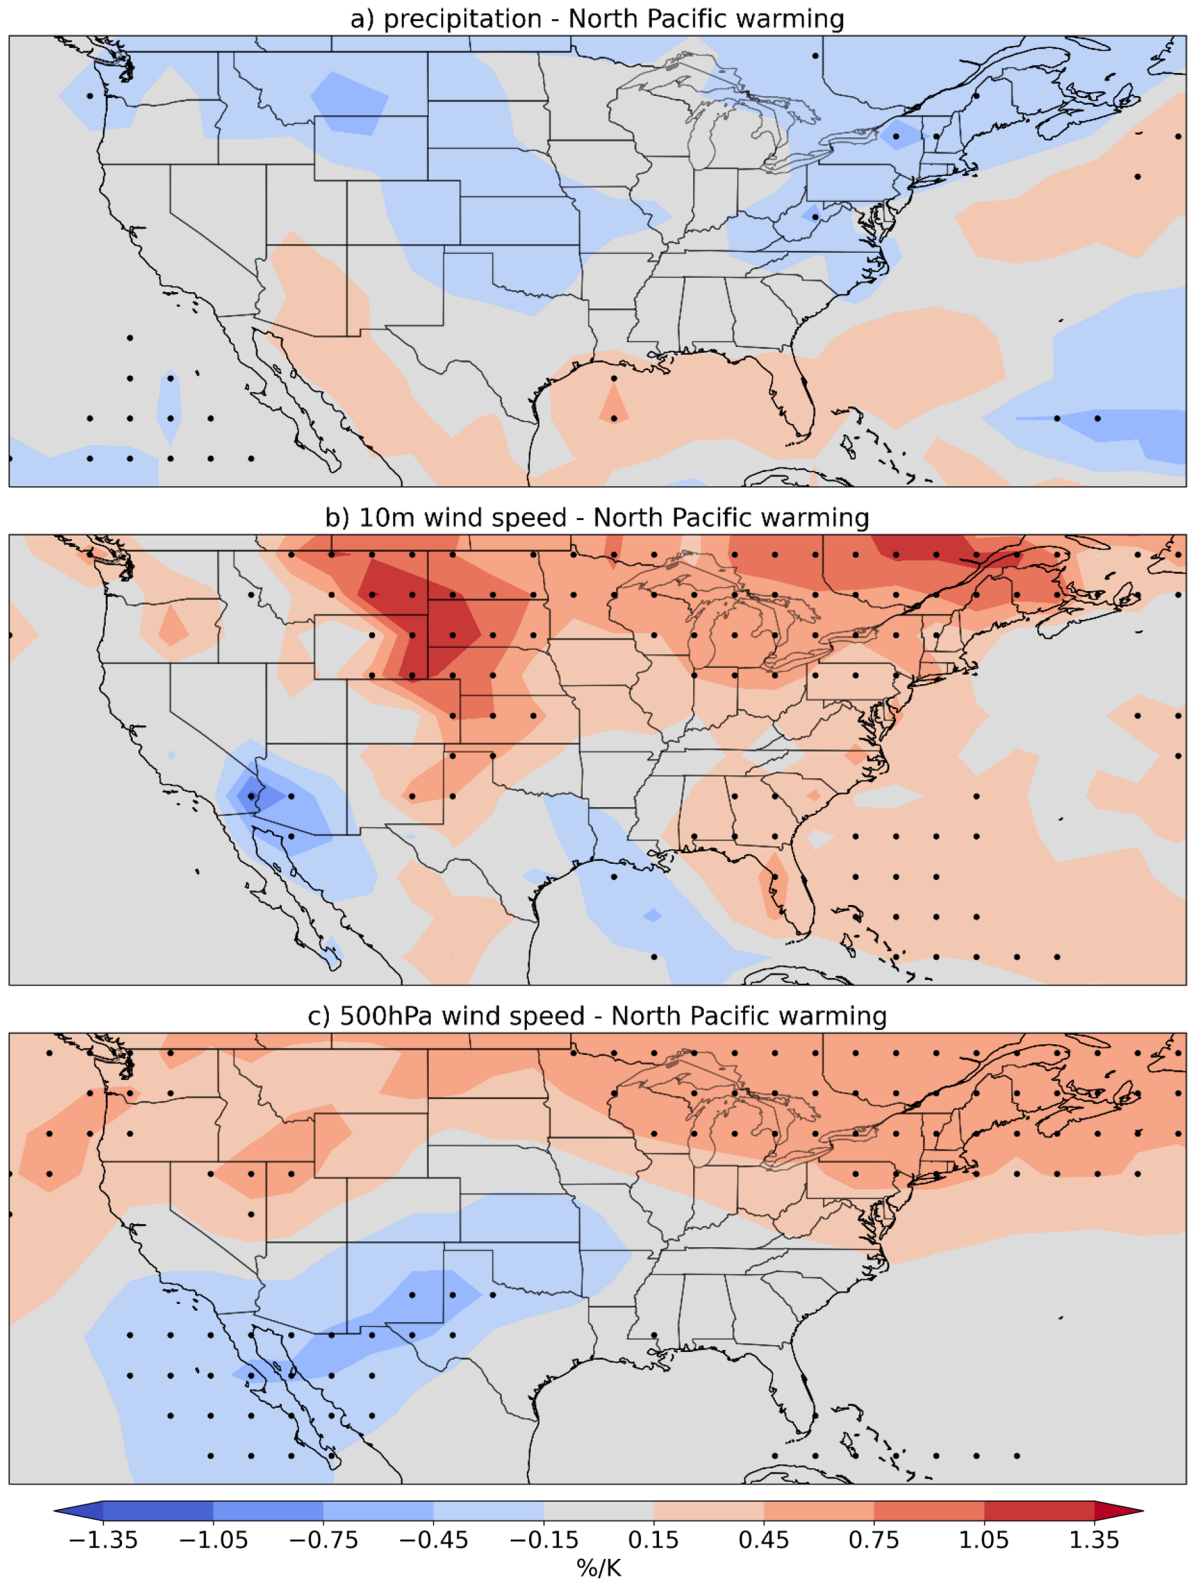 a) precipitation - North Pacific warming
b) 10m wind speed - North Pacific warming
c) 500hPa wind speed - North Pacific warming
−1.35 −1.05 −0.75 −0.45 −0.15 0.15 0.45 0.75 1.05 1.35
%/K